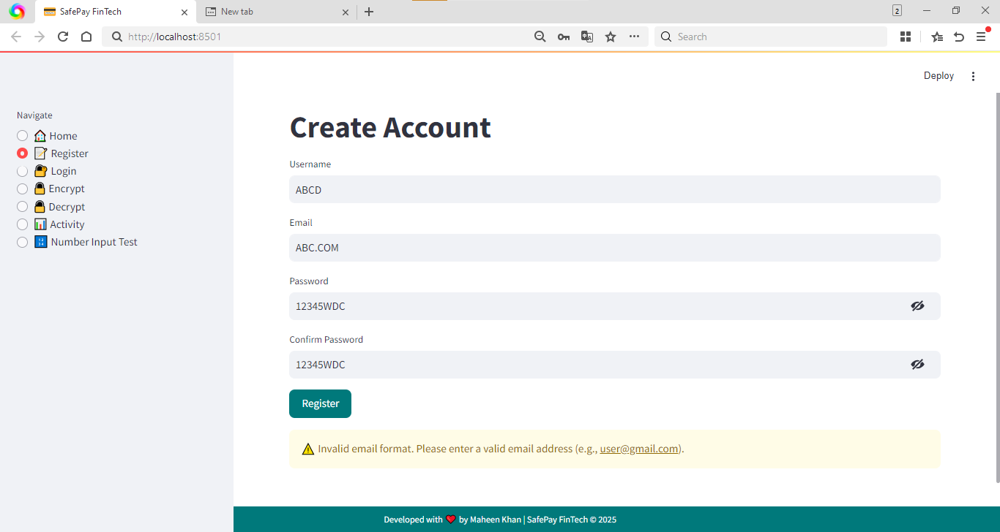 SafePay FinTech
New tab
2
http://localhost:8501
Search
Deploy
Navigate
Home
Register
Login
Encrypt
Decrypt
Activity
Number Input Test
Create Account
Username
ABCD
Email
ABC.COM
Password
12345WDC
Confirm Password
12345WDC
Register
Invalid email format. Please enter a valid email address (e.g., user@gmail.com).
Developed with ❤️ by Maheen Khan | SafePay FinTech © 2025